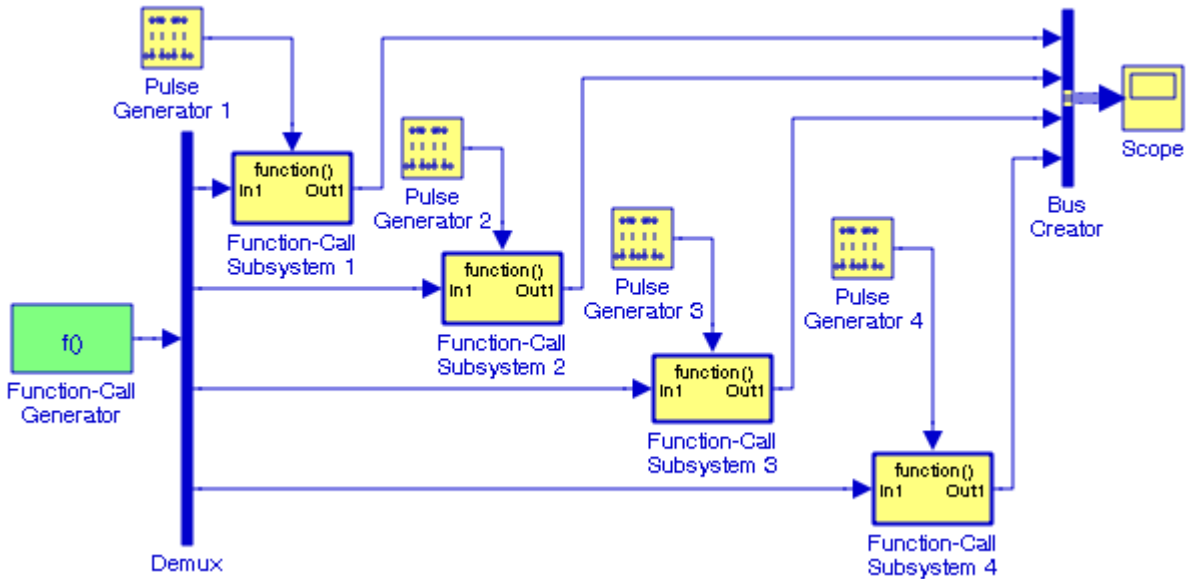 Pulse
Generator 1
function()
In1 Out1
Function-Call
Subsystem 1
Pulse
Generator 2
function()
In1 Out1
Function-Call
Subsystem 2
Pulse
Generator 3
function()
In1 Out1
Function-Call
Subsystem 3
Pulse
Generator 4
function()
In1 Out1
Function-Call
Subsystem 4
f()
Function-Call
Generator
Demux
Bus
Creator
Scope